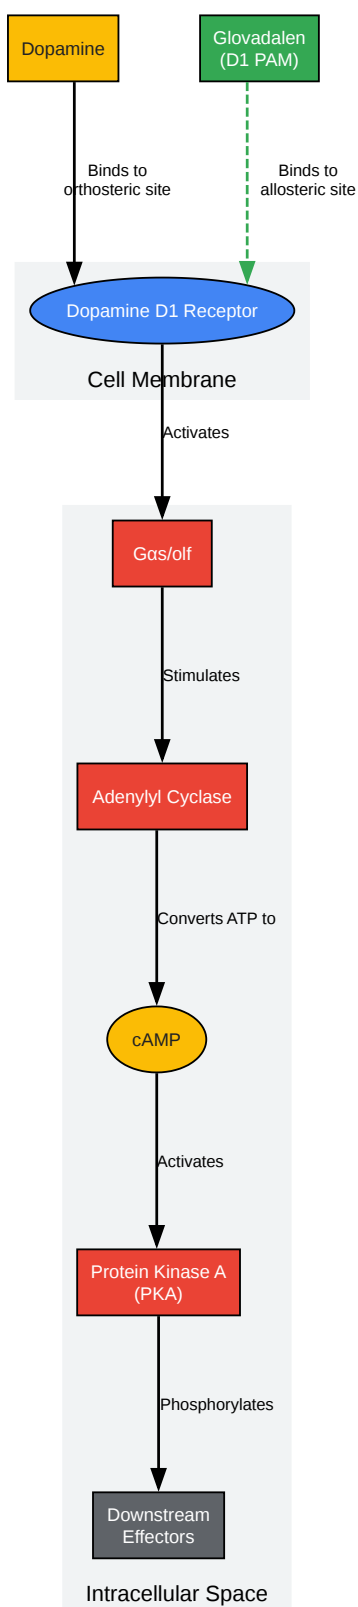 Dopamine
Glovadalen
(D1 PAM)
Binds to
orthosteric site
Binds to
allosteric site
Dopamine D1 Receptor
Cell Membrane
Activates
Gαs/olf
Stimulates
Adenylyl Cyclase
Converts ATP to
cAMP
Activates
Protein Kinase A
(PKA)
Phosphorylates
Downstream
Effectors
Intracellular Space